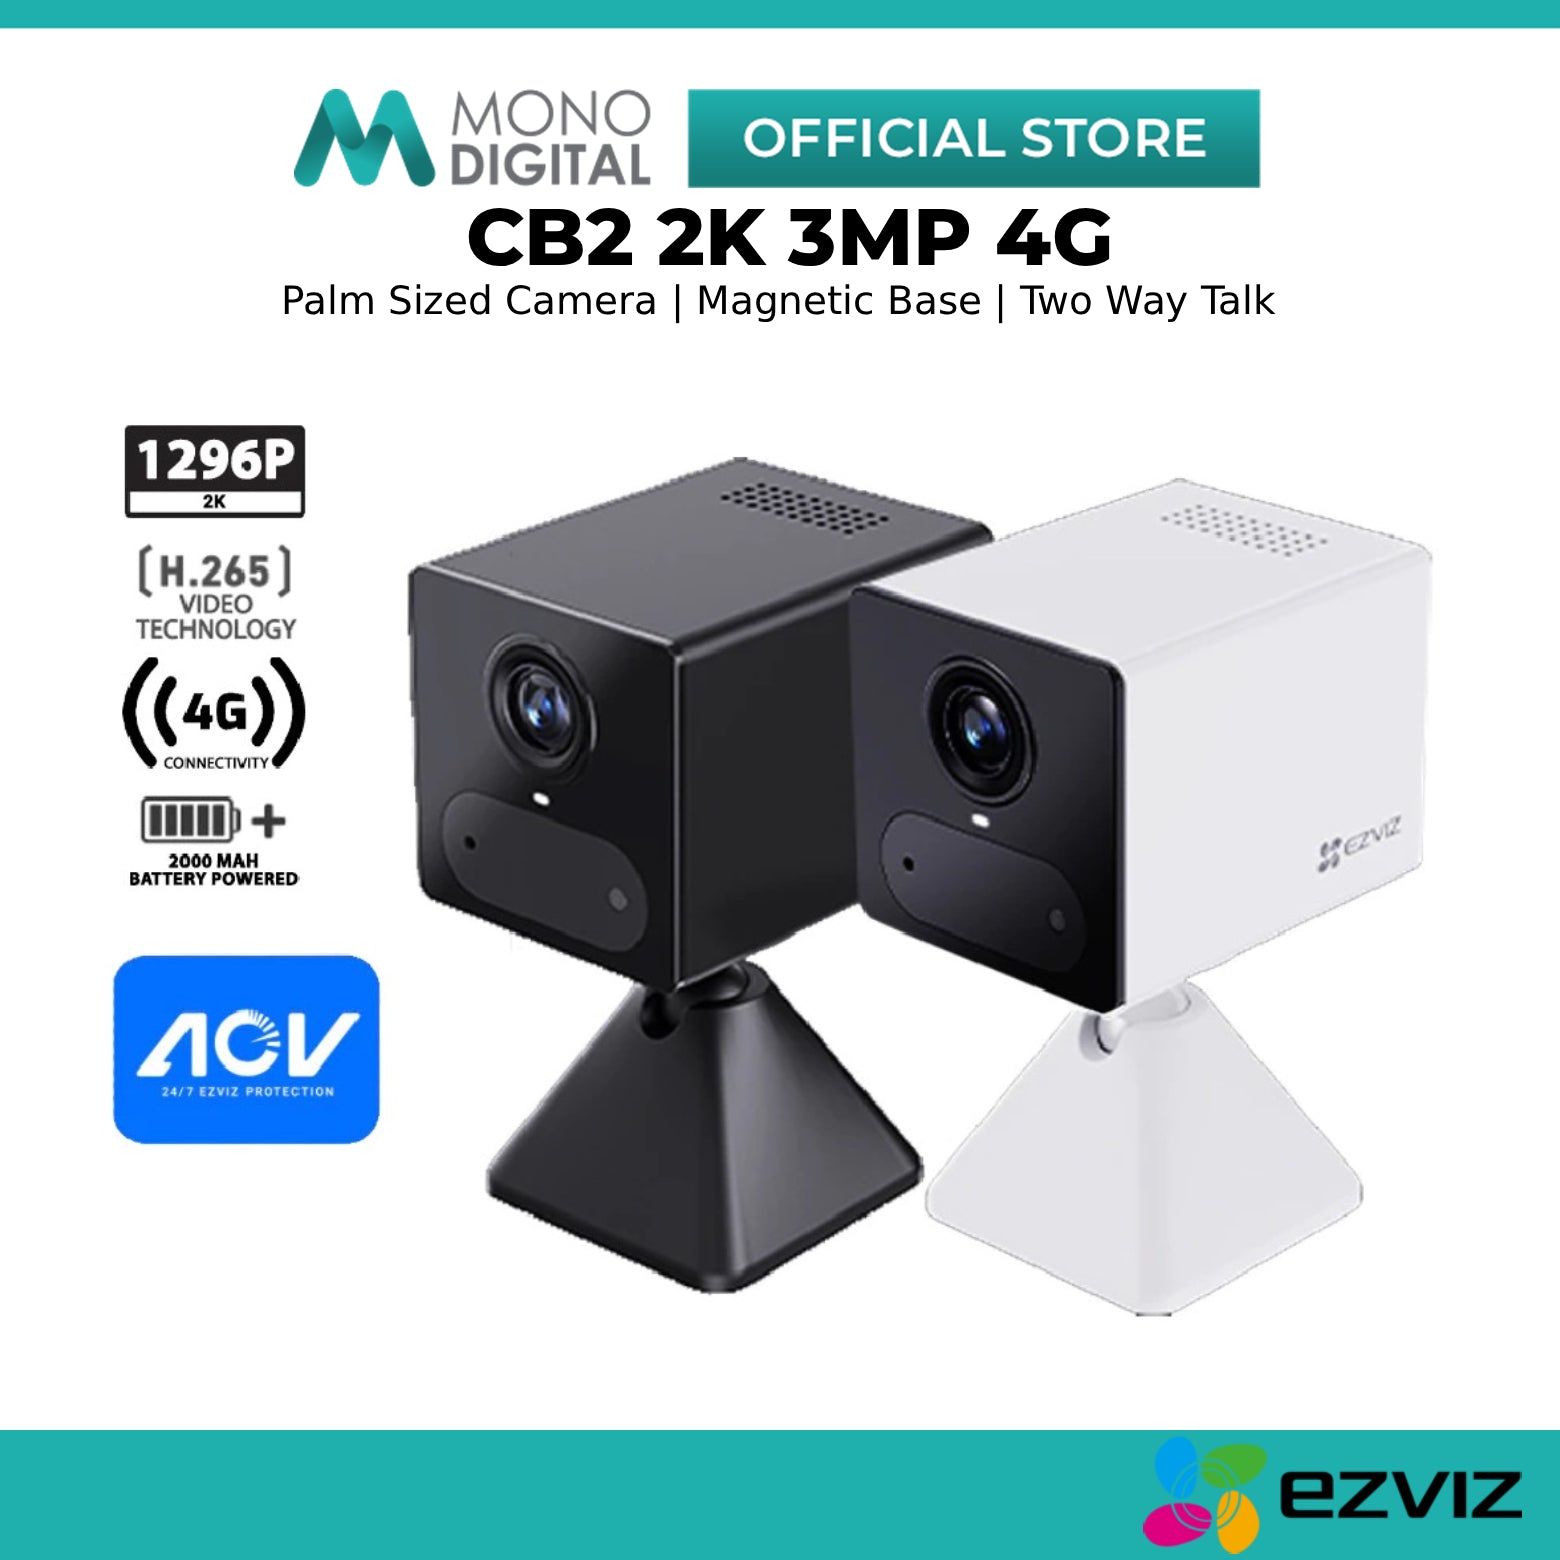 MONO
DIGITAL
OFFICIAL STORE
CB2 2K 3MP 4G
Palm Sized Camera | Magnetic Base | Two Way Talk
1296P
2K
[H.265]
VIDEO
TECHNOLOGY
((4G))
CONNECTIVITY
+
2000 MAH
BATTERY POWERED
AOV
24/7 EZVIZ PROTECTION
EZVIZ
ezviz